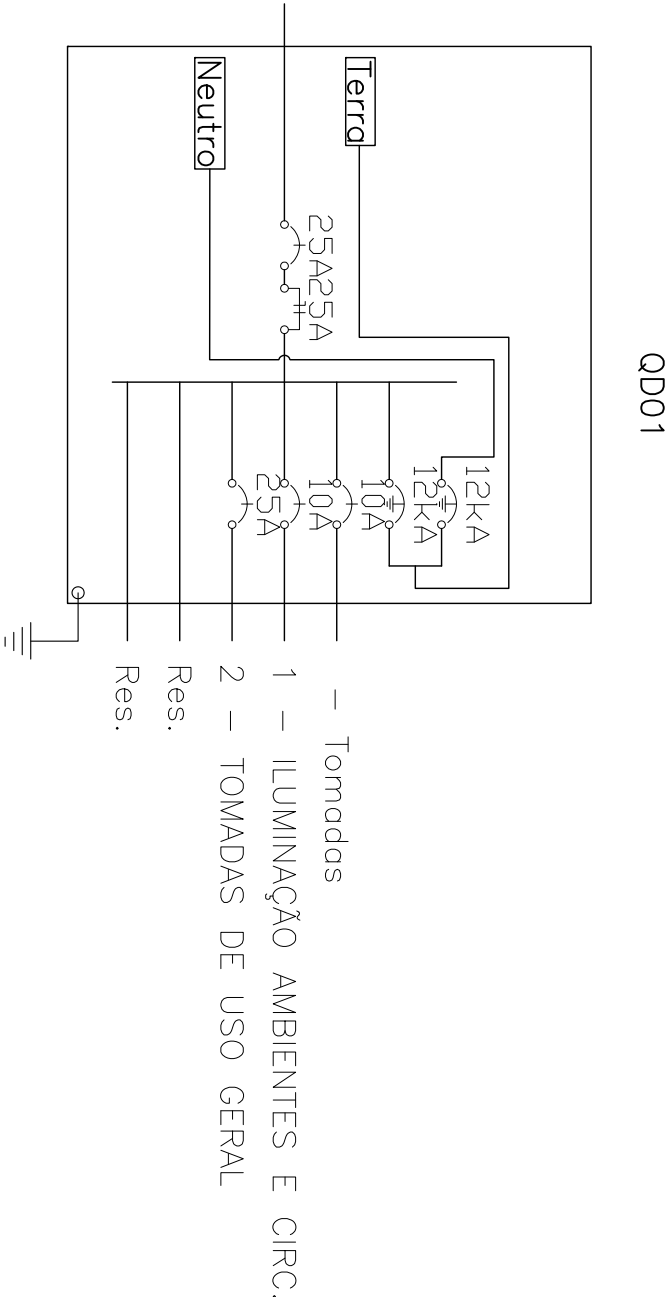 QD01
Terra
Neutro
25A
25A
12kA
12kA
10A
10A
25A
- Tomadas
1 - ILUMINAÇÃO AMBIENTES E CIRC.
2 - TOMADAS DE USO GERAL
Res.
Res.